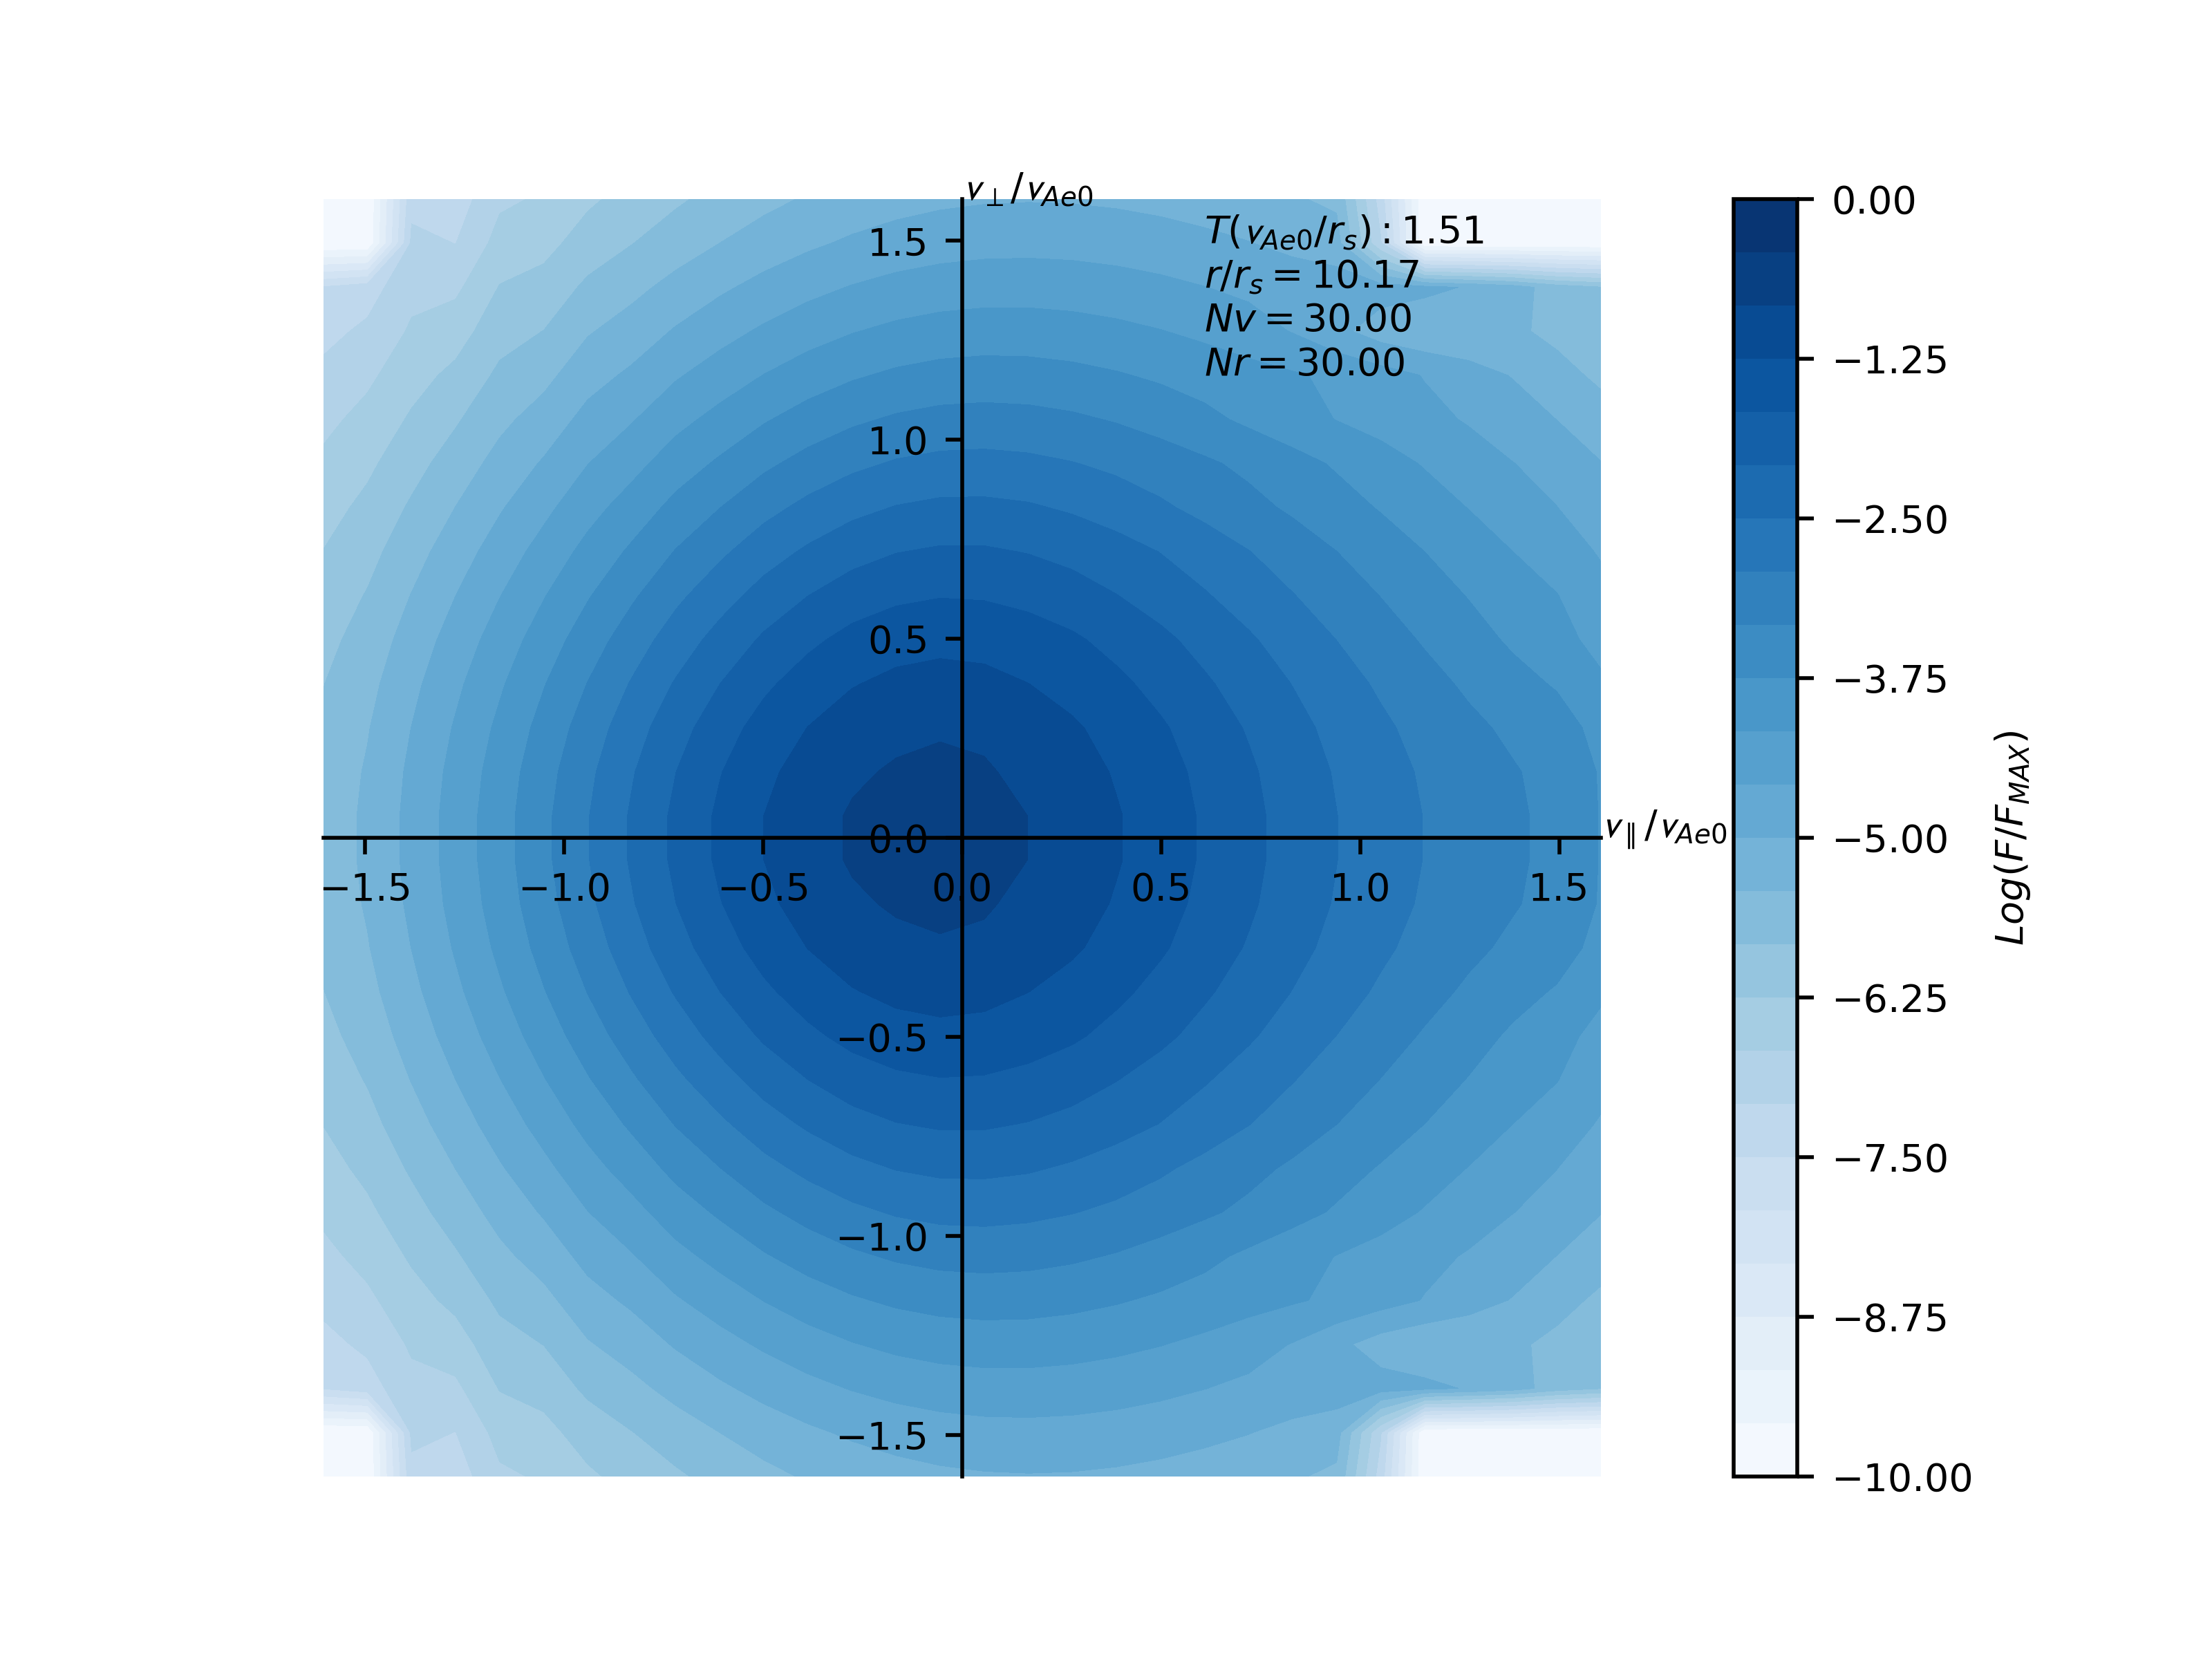 v⊥/vAe0
T(vAe0/rs) : 1.51
r/rs = 10.17
Nv = 30.00
Nr = 30.00
1.5
1.0
0.5
0.0
−0.5
−1.0
−1.5
−1.5 −1.0 −0.5 0.0 0.5 1.0 1.5
v∥/vAe0
0.00
−1.25
−2.50
−3.75
−5.00
−6.25
−7.50
−8.75
−10.00
Log(F/FMAX)